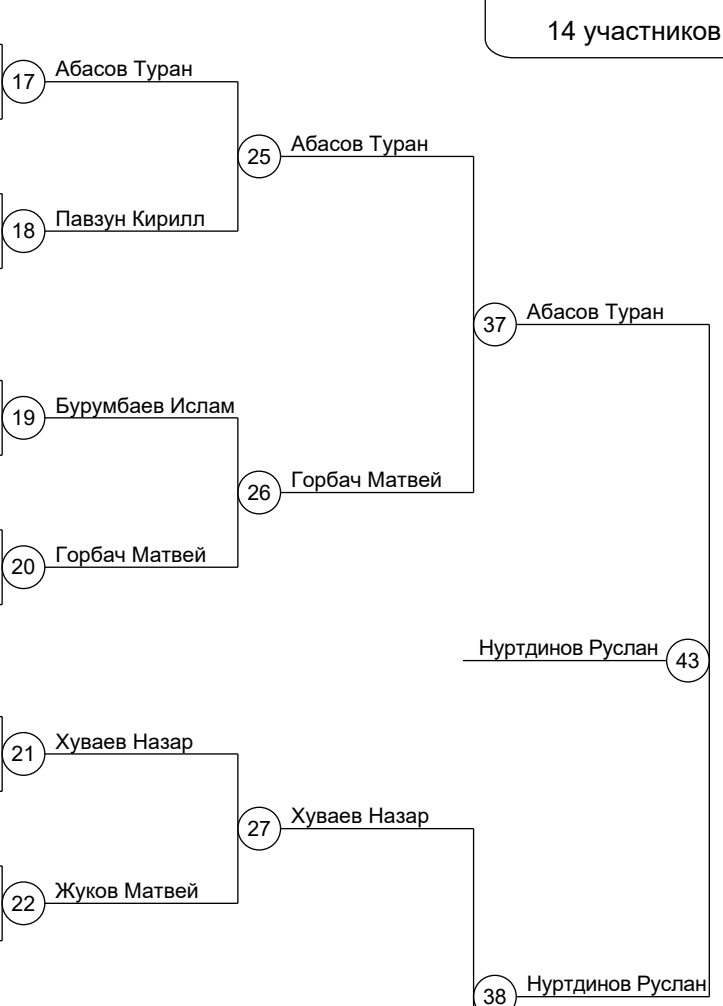 14 участников
17 Абасов Туран
25 Абасов Туран
18 Павзун Кирилл
37 Абасов Туран
19 Бурумбаев Ислам
26 Горбач Матвей
20 Горбач Матвей
Нуртдинов Руслан 43
21 Хуваев Назар
27 Хуваев Назар
22 Жуков Матвей
38 Нуртдинов Руслан